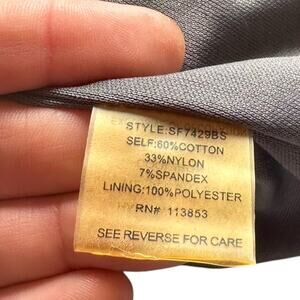 STYLE:SF7429BS
SELF:60%COTTON
33%NYLON
7%SPANDEX
LINING:100%POLYESTER
RN# 113853
SEE REVERSE FOR CARE